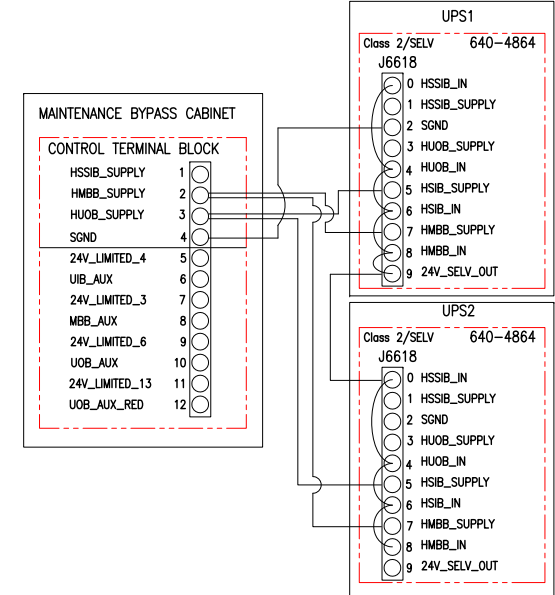 UPS1
Class 2/SELV 640-4864
J6618
0 HSSIB_IN
1 HSSIB_SUPPLY
2 SGND
3 HUOB_SUPPLY
4 HUOB_IN
5 HSIB_SUPPLY
6 HSIB_IN
7 HMBB_SUPPLY
8 HMBB_IN
9 24V_SELV_OUT
MAINTENANCE BYPASS CABINET
CONTROL TERMINAL BLOCK
HSSIB_SUPPLY 1
HMBB_SUPPLY 2
HUOB_SUPPLY 3
SGND 4
24V_LIMITED_4 5
UIB_AUX 6
24V_LIMITED_3 7
MBB_AUX 8
24V_LIMITED_6 9
UOB_AUX 10
24V_LIMITED_13 11
UOB_AUX_RED 12
UPS2
Class 2/SELV 640-4864
J6618
0 HSSIB_IN
1 HSSIB_SUPPLY
2 SGND
3 HUOB_SUPPLY
4 HUOB_IN
5 HSIB_SUPPLY
6 HSIB_IN
7 HMBB_SUPPLY
8 HMBB_IN
9 24V_SELV_OUT